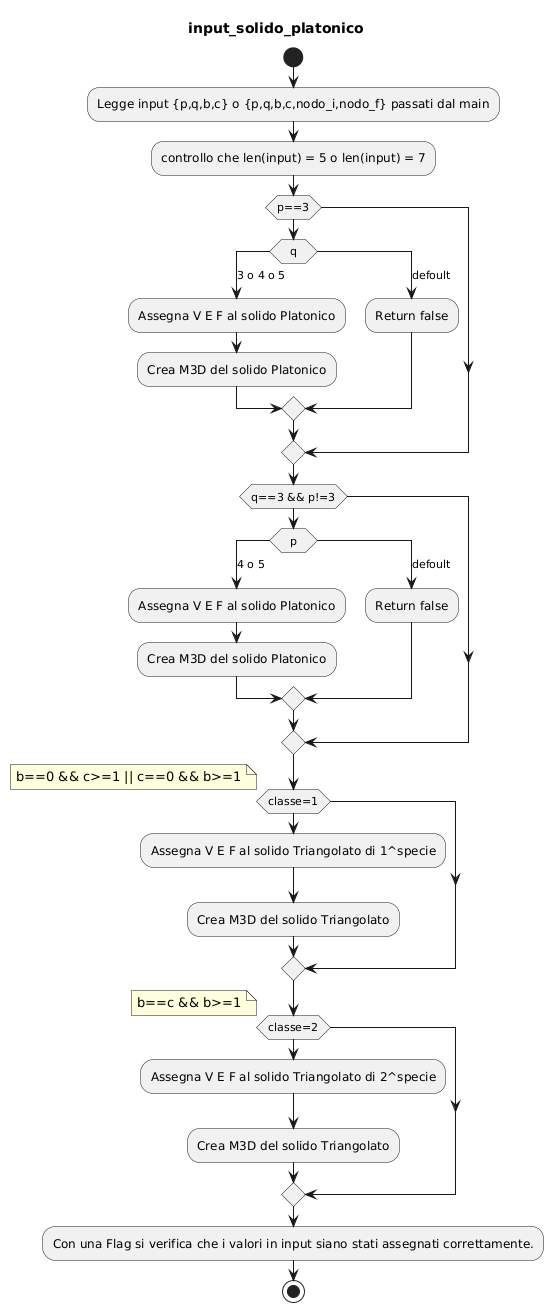 input_solido_platonico
Legge input {p,q,b,c} o {p,q,b,c,nodo_i,nodo_f} passati dal main
controllo che len(input) = 5 o len(input) = 7
p==3
q
3 o 4 o 5
defoult
Assegna V E F al solido Platonico
Return false
Crea M3D del solido Platonico
q==3 && p!=3
p
4 o 5
defoult
Assegna V E F al solido Platonico
Return false
Crea M3D del solido Platonico
b==0 && c>=1 || c==0 && b>=1
classe=1
Assegna V E F al solido Triangolato di 1^specie
Crea M3D del solido Triangolato
b==c && b>=1
classe=2
Assegna V E F al solido Triangolato di 2^specie
Crea M3D del solido Triangolato
Con una Flag si verifica che i valori in input siano stati assegnati correttamente.